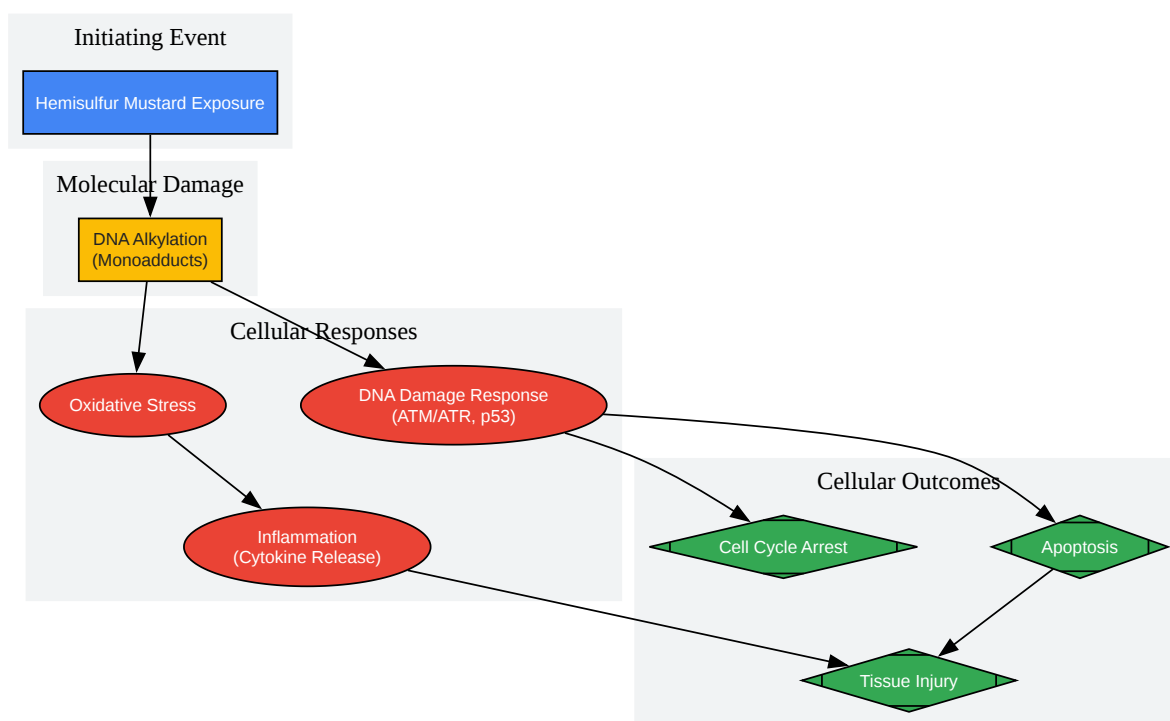 Initiating Event
Hemisulfur Mustard Exposure
Molecular Damage
DNA Alkylation
(Monoadducts)
Cellular Responses
Oxidative Stress
DNA Damage Response
(ATM/ATR, p53)
Inflammation
(Cytokine Release)
Cellular Outcomes
Cell Cycle Arrest
Apoptosis
Tissue Injury